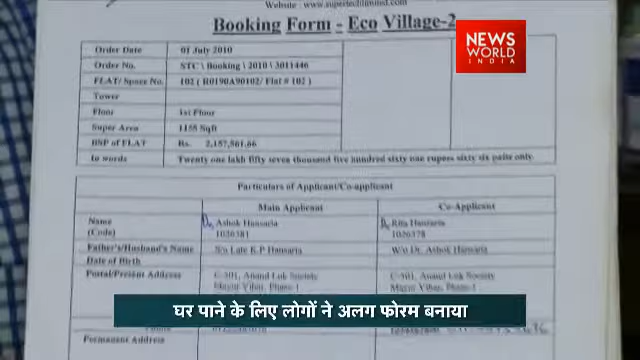 Website : www.supertechlimited.com
Booking Form - Eco Village-2
NEWS
WORLD
INDIA
Order Date 01 July 2010
Order No. STC \ Booking \ 2010 \ 3011446
FLAT/ Space No. 102 ( R0190A90102/ Flat # 102 )
Tower
Floor 1st Floor
Super Area 1155 Sqft
BSP of FLAT Rs. 2,157,561.66
In words Twenty one lakh fifty seven thousand five hundred sixty one rupees sixty six paise only
Particulars of Applicant/Co-applicant
Main Applicant Co-Applicant
Name Ashok Hansaria Rita Hansaria
(Code) 1026381 1026378
Father's/Husband's Name S/o Late K.P Hansaria W/o Dr. Ashok Hansaria
Date of Birth
Postal/Present Address C-301, Anand Lok Society C-301, Anand Lok Society
Mayur Vihar, Phase-1 Mayur Vihar, Phase-1
घर पाने के लिए लोगों ने अलग फोरम बनाया
Permanent Address